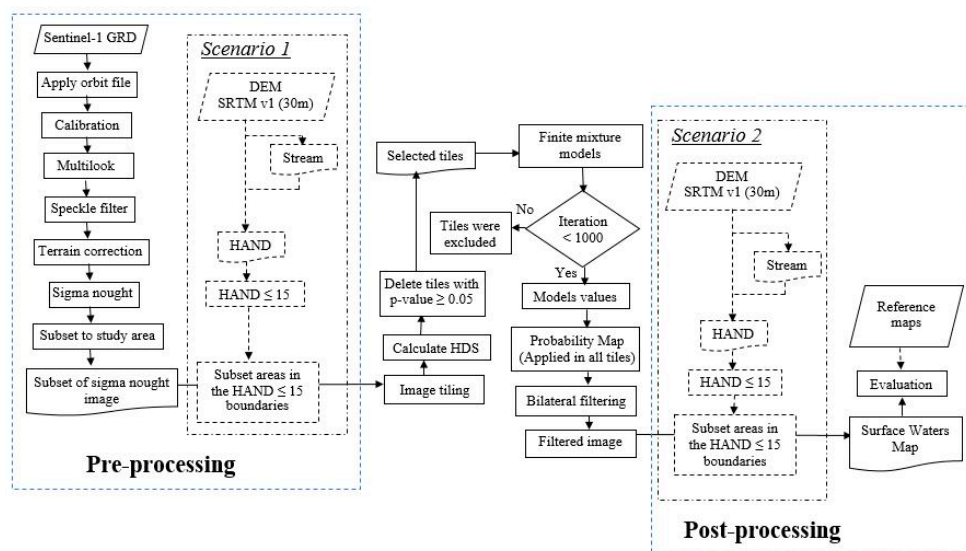 Sentinel-1 GRD
Apply orbit file
Calibration
Multilook
Speckle filter
Terrain correction
Sigma nought
Subset to study area
Subset of sigma nought
image
Pre-processing
Scenario 1
DEM
SRTM v1 (30m)
Stream
HAND
HAND ≤ 15
Subset areas in
the HAND ≤ 15
boundaries
Image tiling
Calculate HDS
Delete tiles with
p-value ≥ 0.05
Selected tiles
Finite mixture
models
Iteration
< 1000
No
Tiles were
excluded
Yes
Models values
Probability Map
(Applied in all tiles)
Bilateral filtering
Filtered image
Scenario 2
DEM
SRTM v1 (30m)
Stream
HAND
HAND ≤ 15
Subset areas in
the HAND ≤ 15
boundaries
Surface Waters
Map
Evaluation
Reference
maps
Post-processing